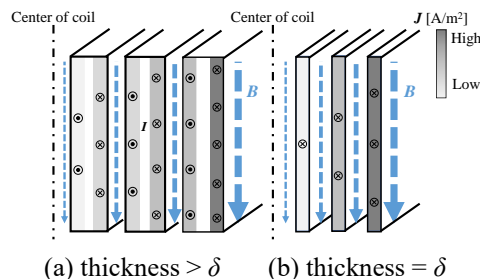 Center of coil
Center of coil
J [A/m²]
High
Low
B
I
B
(a) thickness > δ
(b) thickness = δ